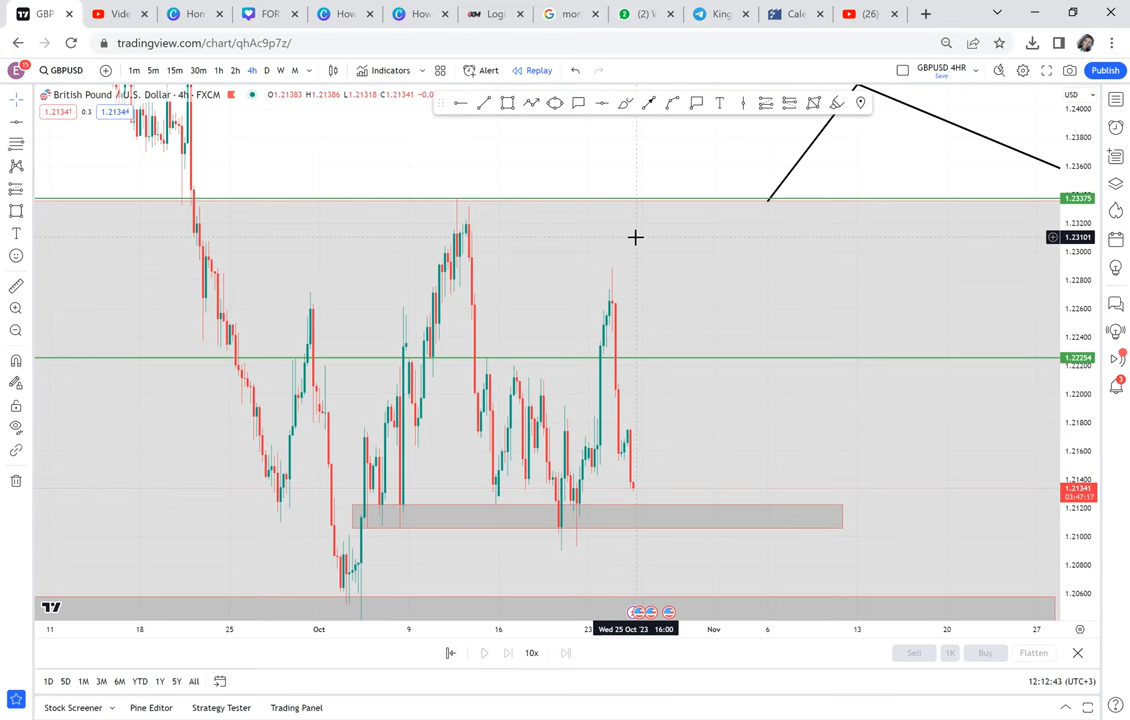 GBP
Vide
Hon
FOR
How
How
XM Logi
mor
(2) \
King
Cale
(26)
tradingview.com/chart/qhAc9p7z/
E 15 GBPUSD 1m 5m 15m 30m 1h 2h 4h D W M Indicators Alert Replay GBPUSD 4HR Save Publish
British Pound / U.S. Dollar · 4h · FXCM O1.21383 H1.21386 L1.21318 C1.21341
1.21341 0.3 1.21344
USD
1.24000
1.23800
1.23600
1.23375
1.23200
1.23101
1.23000
1.22800
1.22600
1.22400
1.22254
1.22200
1.22000
1.21800
1.21600
1.21400
1.21341
03:47:17
1.21200
1.21000
1.20800
1.20600
3
11 18 25 Oct 9 16 23 Wed 25 Oct '23 16:00 Nov 6 13 20 27
10x Sell 1K Buy Flatten
1D 5D 1M 3M 6M YTD 1Y 5Y All 12:12:43 (UTC+3)
Stock Screener Pine Editor Strategy Tester Trading Panel